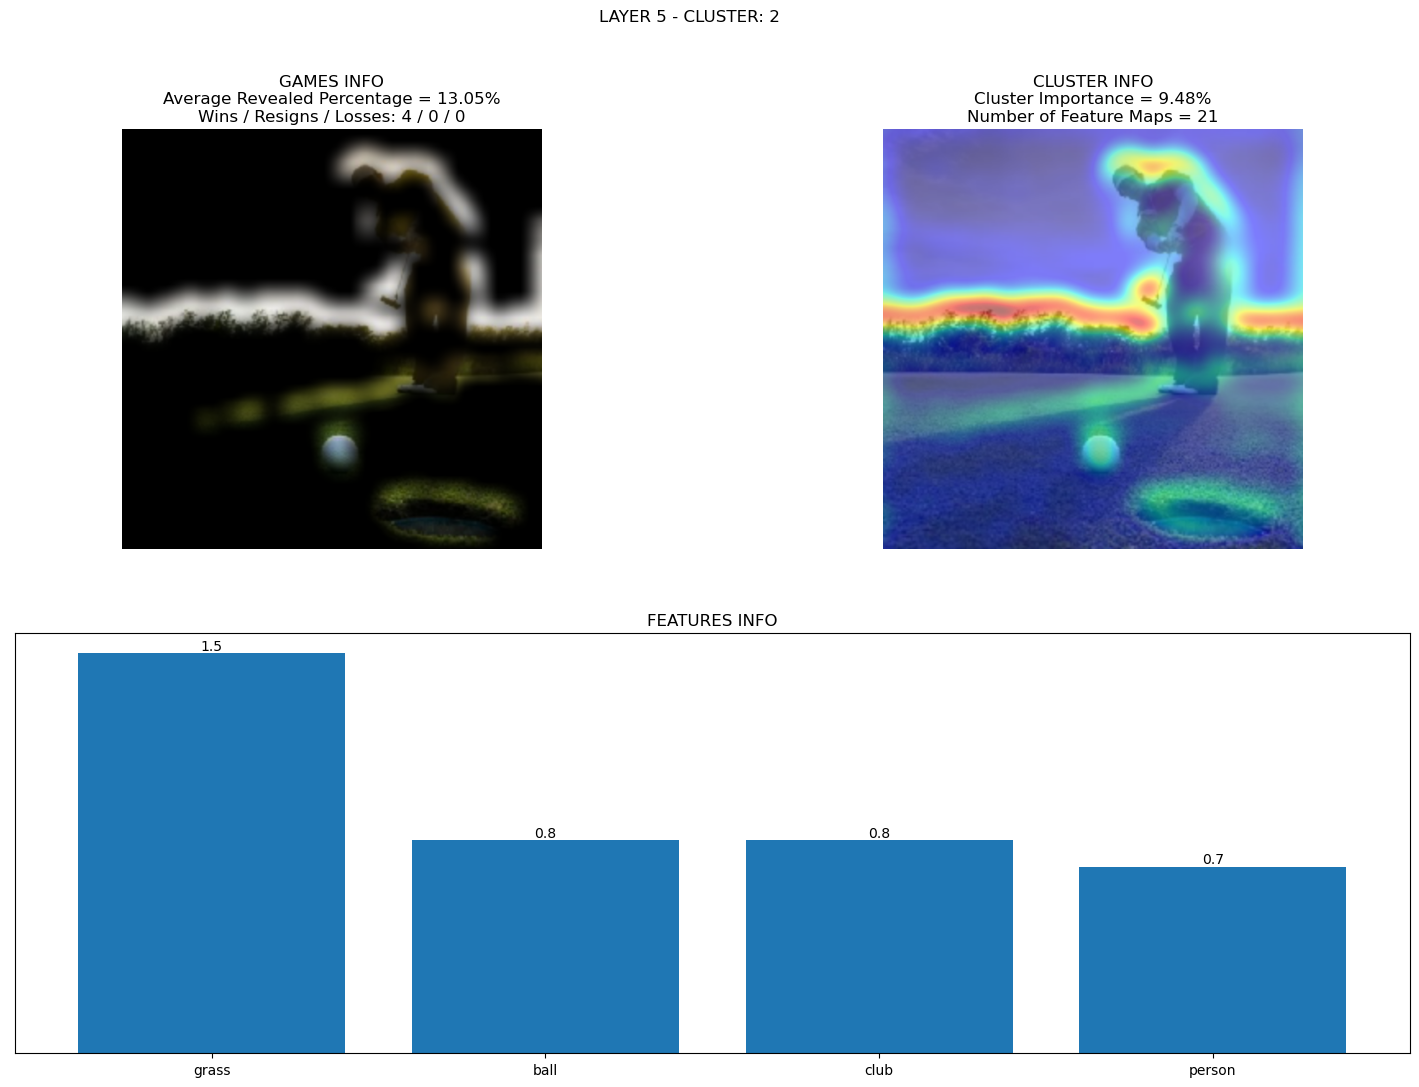 LAYER 5 - CLUSTER: 2
GAMES INFO
Average Revealed Percentage = 13.05%
Wins / Resigns / Losses: 4 / 0 / 0
CLUSTER INFO
Cluster Importance = 9.48%
Number of Feature Maps = 21
FEATURES INFO
1.5
0.8
0.8
0.7
grass
ball
club
person